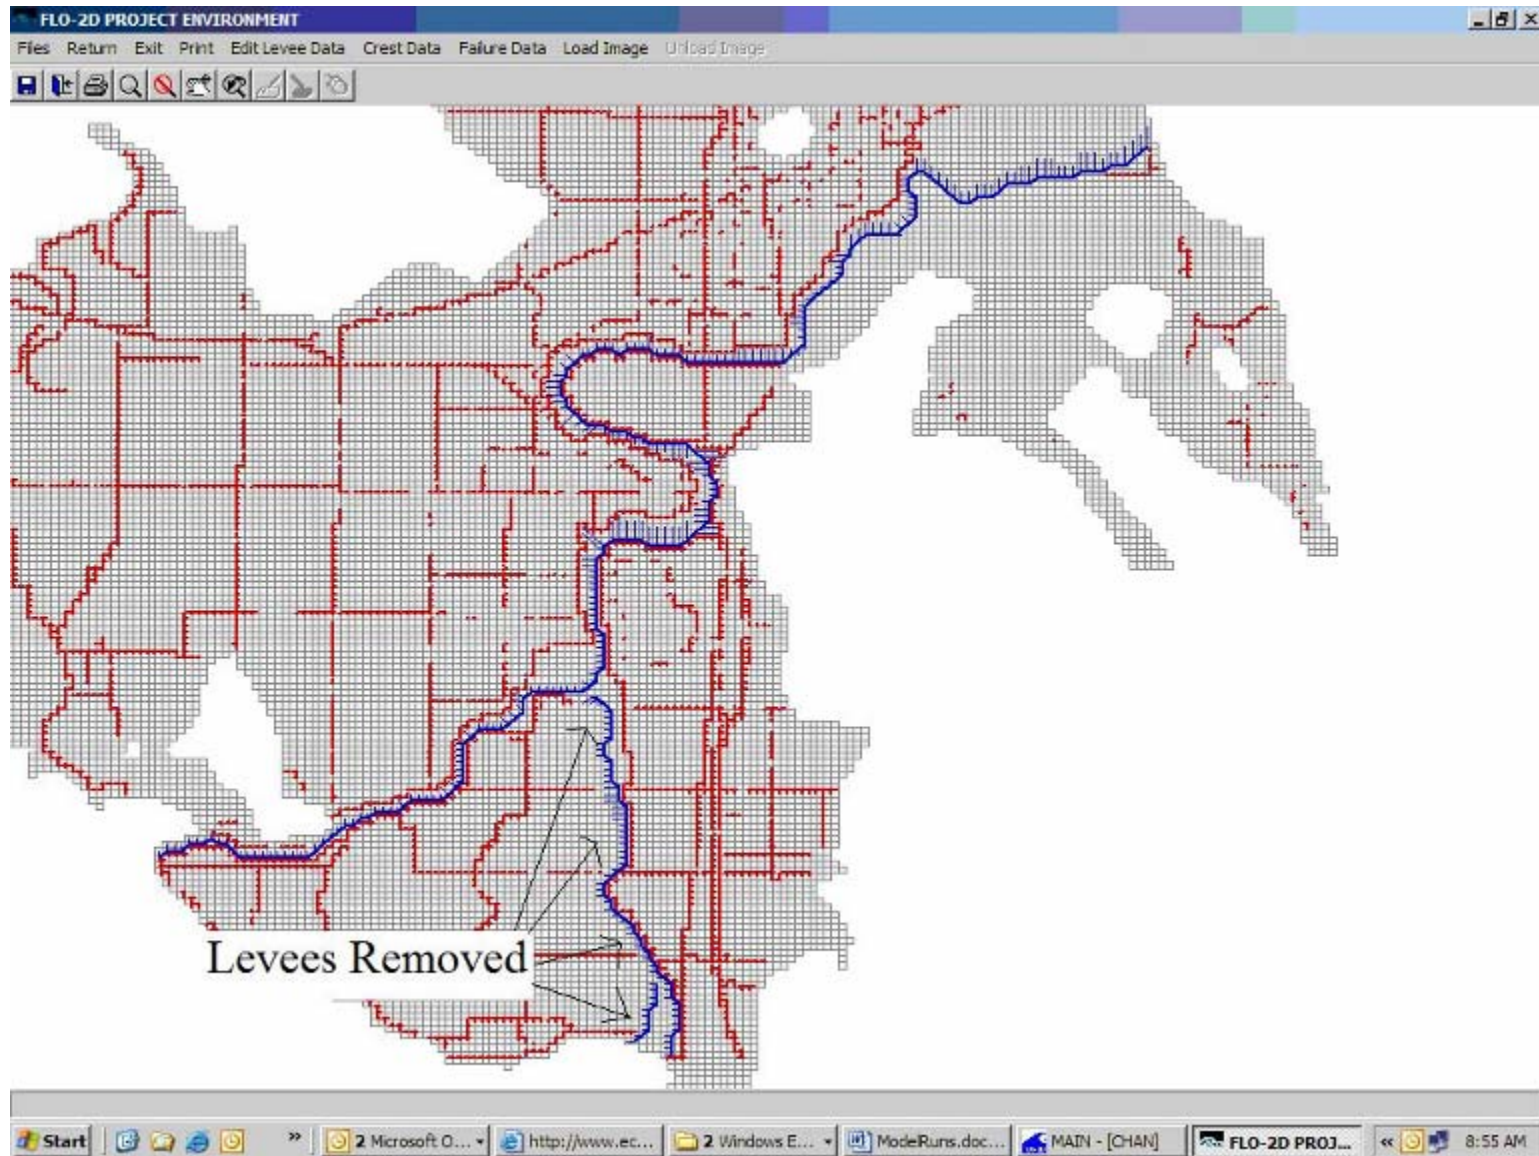 FLO-2D PROJECT ENVIRONMENT
Files Return Exit Print Edit Levee Data Crest Data Failure Data Load Image Unload Image
Levees Removed
Start » 2 Microsoft O... http://www.ec... 2 Windows E... ModelRuns.doc... MAIN - [CHAN] FLO-2D PROJ... « 8:55 AM